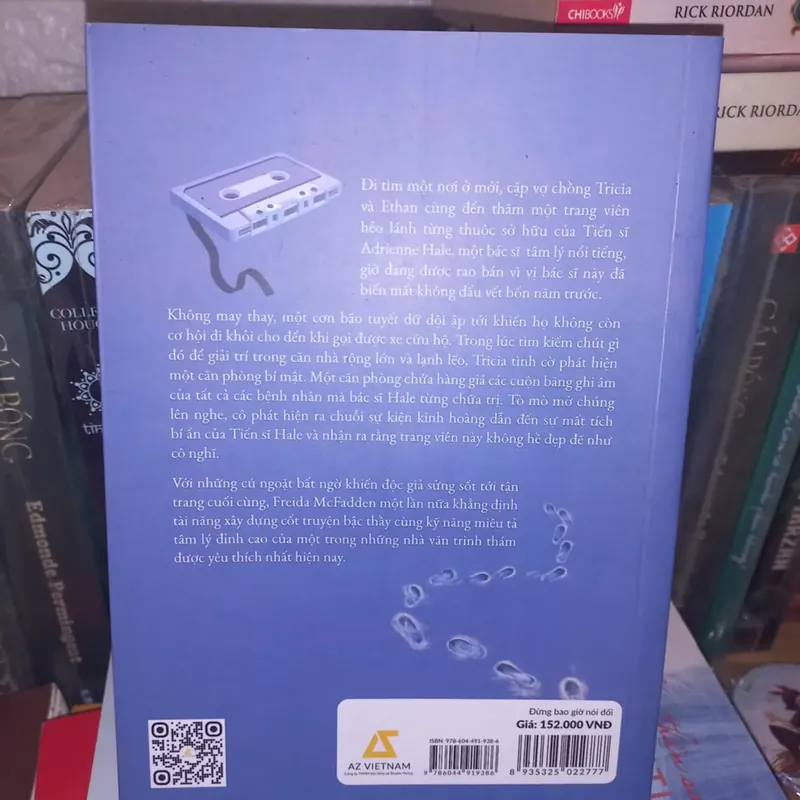 CHIBOOKS
RICK RIORDAN
RICK RIORDA
Đi tìm một nơi ở mới, cặp vợ chồng Tricia
và Ethan cùng đến thăm một trang viên
hẻo lánh từng thuộc sở hữu của Tiến sĩ
Adrienne Hale, một bác sĩ tâm lý nổi tiếng,
giờ đang được rao bán vì vị bác sĩ này đã
biến mất không dấu vết bốn năm trước.
Không may thay, một cơn bão tuyết dữ dội ập tới khiến họ không còn
cơ hội đi khỏi cho đến khi gọi được xe cứu hộ. Trong lúc tìm kiếm chút gì
đó để giải trí trong căn nhà rộng lớn và lạnh lẽo, Tricia tình cờ phát hiện
một căn phòng bí mật. Một căn phòng chứa hàng giá các cuộn băng ghi âm
của tất cả các bệnh nhân mà bác sĩ Hale từng chữa trị. Tò mò mở chúng
lên nghe, cô phát hiện ra chuỗi sự kiện kinh hoàng dẫn đến sự mất tích
bí ẩn của Tiến sĩ Hale và nhận ra rằng trang viên này không hề đẹp đẽ như
cô nghĩ.
Với những cú ngoặt bất ngờ khiến độc giả sửng sốt tới tận
trang cuối cùng, Freida McFadden một lần nữa khẳng định
tài năng xây dựng cốt truyện bậc thầy cùng kỹ năng miêu tả
tâm lý đỉnh cao của một trong những nhà văn trinh thám
được yêu thích nhất hiện nay.
AZ VIETNAM
ISBN: 978-604-491-938-6
9 786044 919386
Đừng bao giờ nói dối
Giá: 152.000 VNĐ
8 935325 022777
COLLE
HOUG